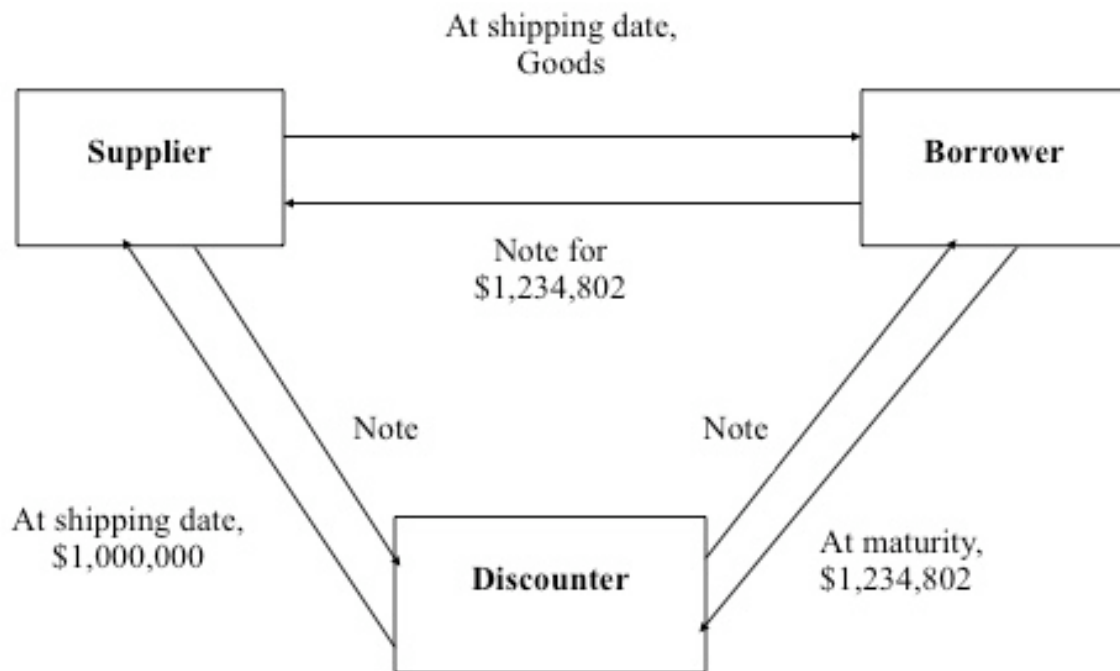 At shipping date,
Goods
Supplier
Borrower
Note for
$1,234,802
Note
Note
At shipping date,
$1,000,000
At maturity,
$1,234,802
Discounter